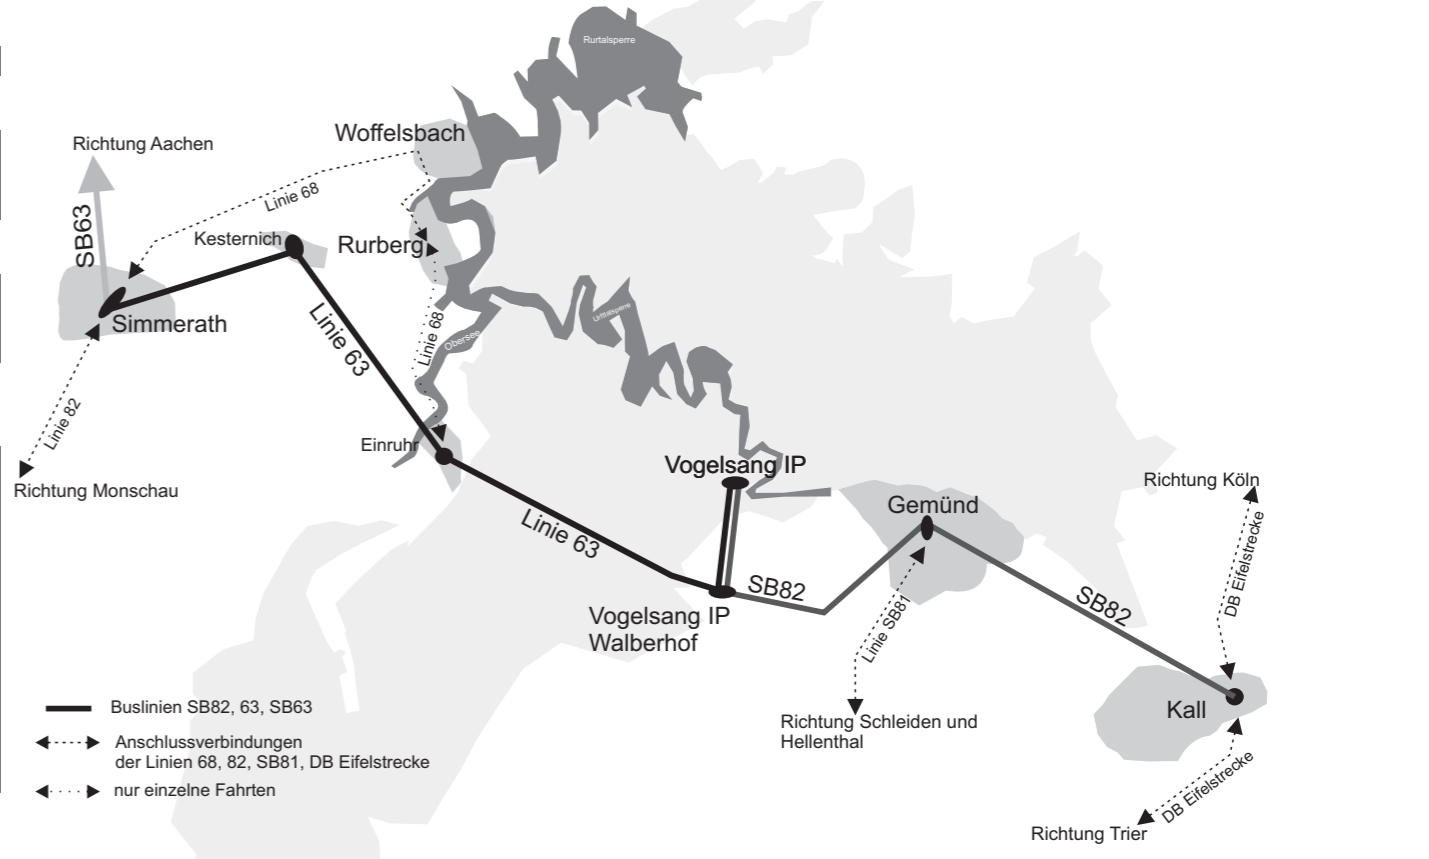 Rurtalsperre
Woffelsbach
Richtung Aachen
Linie 68
SB63
Kesternich
Rurberg
Simmerath
Linie 63
Linie 68
Obersee
Urfttalsperre
Linie 82
Einruhr
Richtung Monschau
Vogelsang IP
Richtung Köln
Gemünd
Linie 63
DB Eifelstrecke
SB82
SB82
Vogelsang IP
Walberhof
Linie SB81
Kall
Richtung Schleiden und
Hellenthal
Buslinien SB82, 63, SB63
Anschlussverbindungen
der Linien 68, 82, SB81, DB Eifelstrecke
nur einzelne Fahrten
DB Eifelstrecke
Richtung Trier